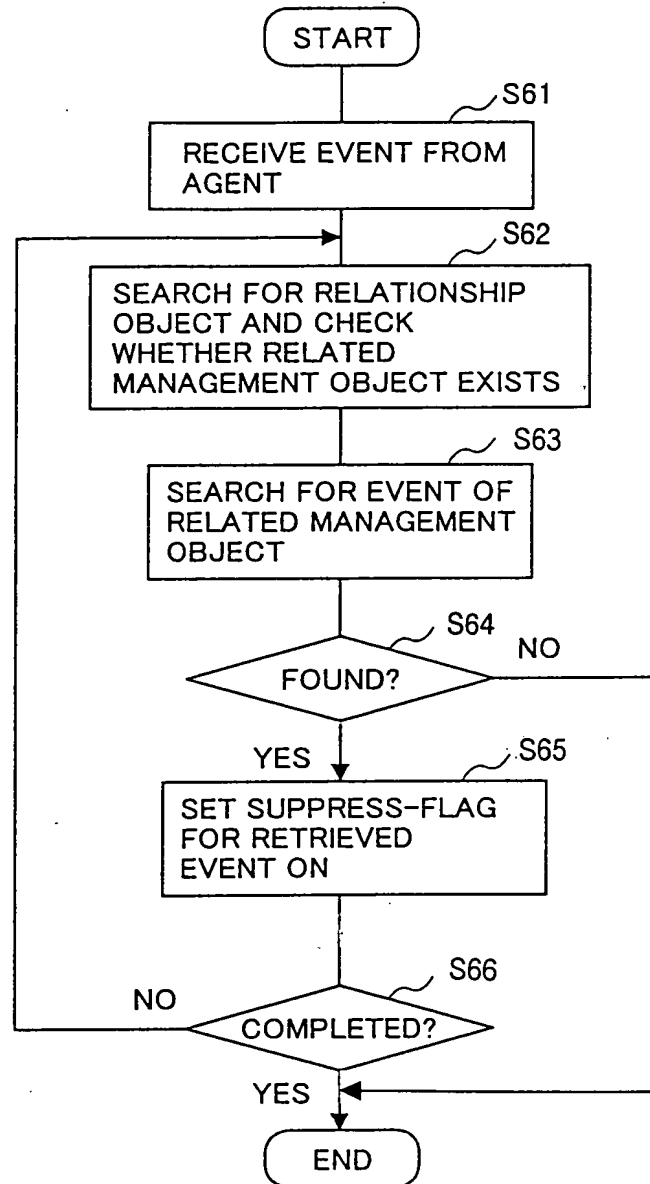 START
S61
RECEIVE EVENT FROM
AGENT
S62
SEARCH FOR RELATIONSHIP
OBJECT AND CHECK
WHETHER RELATED
MANAGEMENT OBJECT EXISTS
S63
SEARCH FOR EVENT OF
RELATED MANAGEMENT
OBJECT
S64
NO
FOUND?
YES
S65
SET SUPPRESS-FLAG
FOR RETRIEVED
EVENT ON
S66
NO
COMPLETED?
YES
END